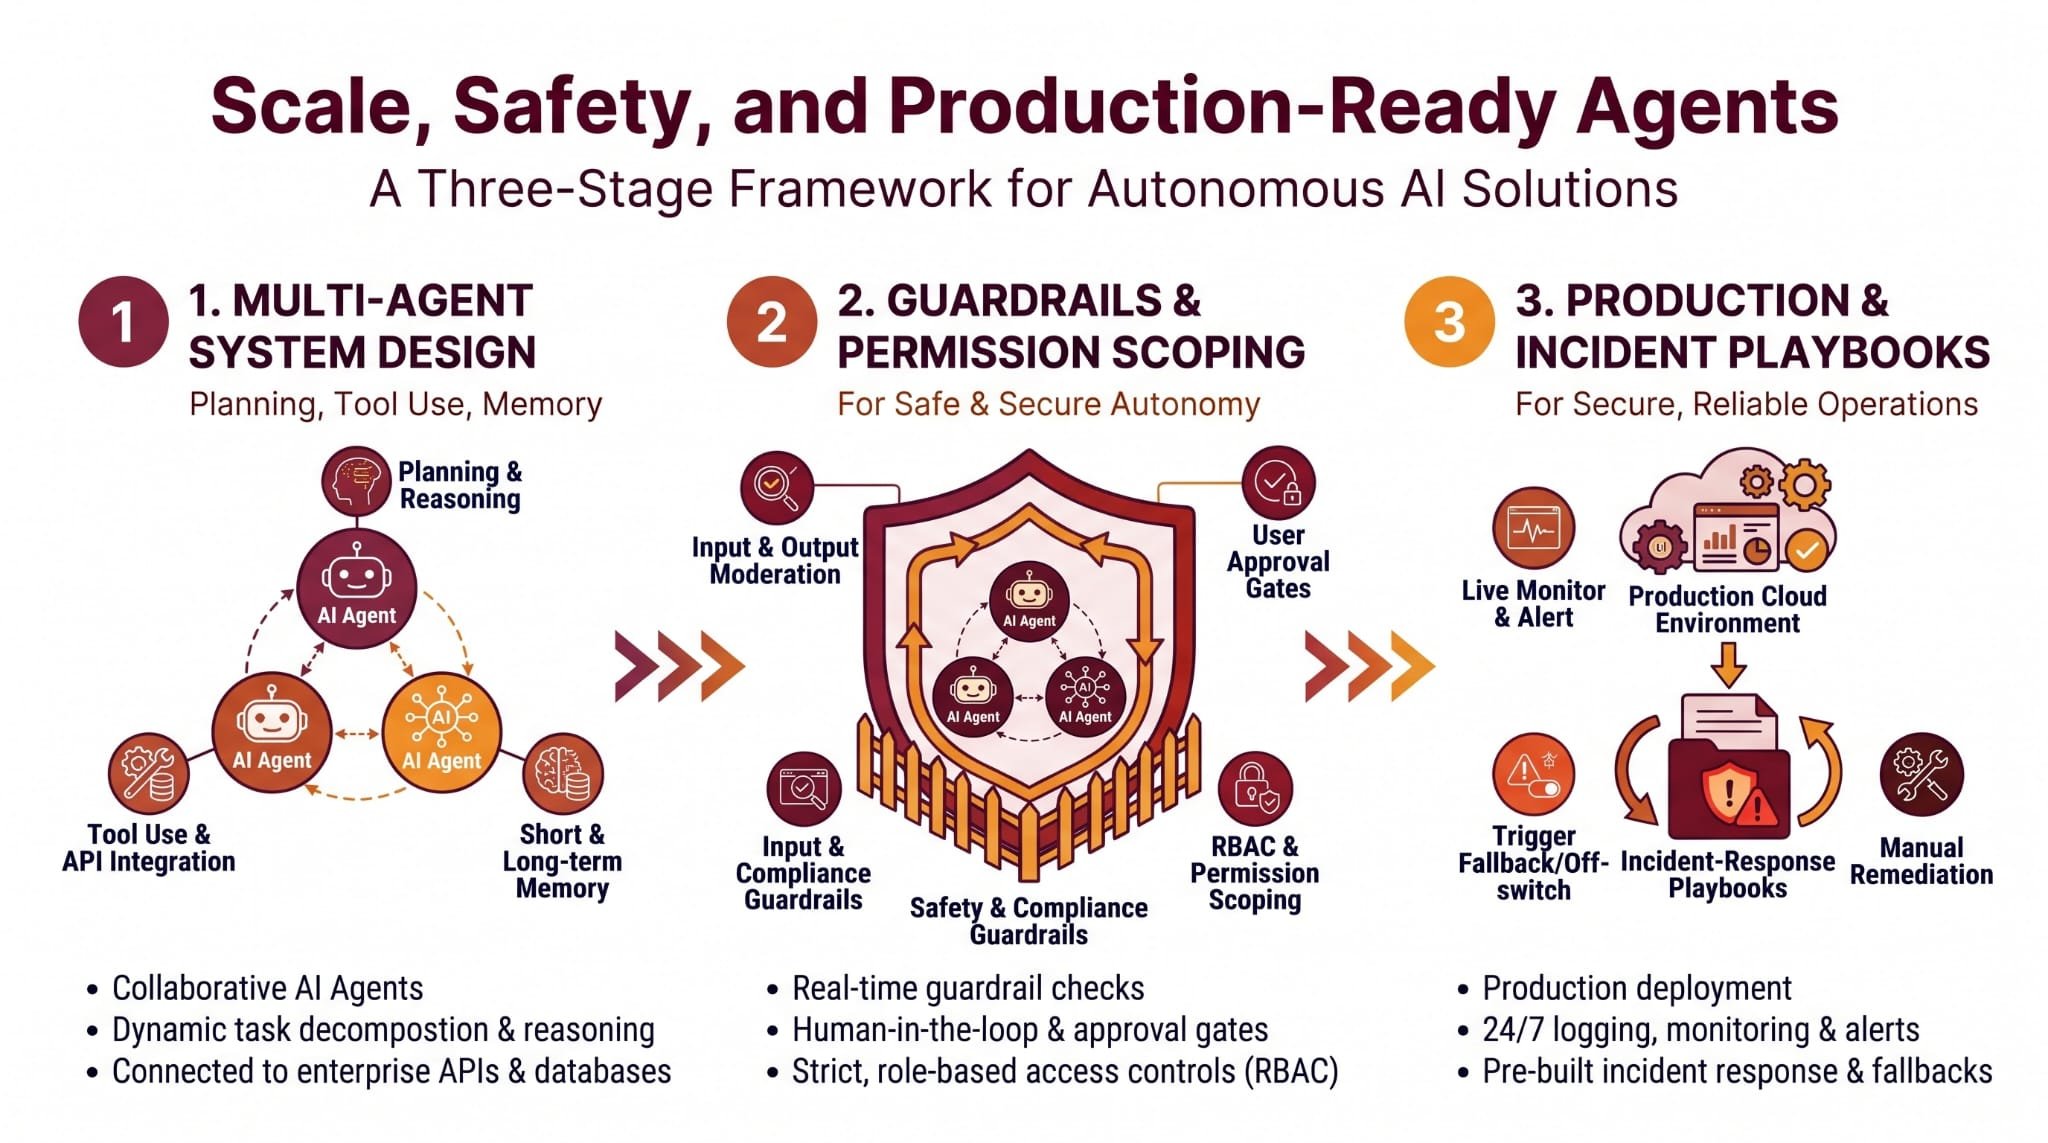 Scale, Safety, and Production-Ready Agents
A Three-Stage Framework for Autonomous AI Solutions
1
1. MULTI-AGENT
SYSTEM DESIGN
Planning, Tool Use, Memory
Planning &
Reasoning
AI Agent
AI Agent
AI
AI Agent
Tool Use &
API Integration
Short &
Long-term
Memory
• Collaborative AI Agents
• Dynamic task decompostion & reasoning
• Connected to enterprise APIs & databases
2
2. GUARDRAILS &
PERMISSION SCOPING
For Safe & Secure Autonomy
Input & Output
Moderation
User
Approval
Gates
AI Agent
AI Agent
AI
AI Agent
Input &
Compliance
Guardrails
RBAC &
Permission
Scoping
Safety & Compliance
Guardrails
• Real-time guardrail checks
• Human-in-the-loop & approval gates
• Strict, role-based access controls (RBAC)
3
3. PRODUCTION &
INCIDENT PLAYBOOKS
For Secure, Reliable Operations
Live Monitor
& Alert
Production Cloud
Environment
Trigger
Fallback/Off-
switch
Incident-Response
Playbooks
Manual
Remediation
• Production deployment
• 24/7 logging, monitoring & alerts
• Pre-built incident response & fallbacks